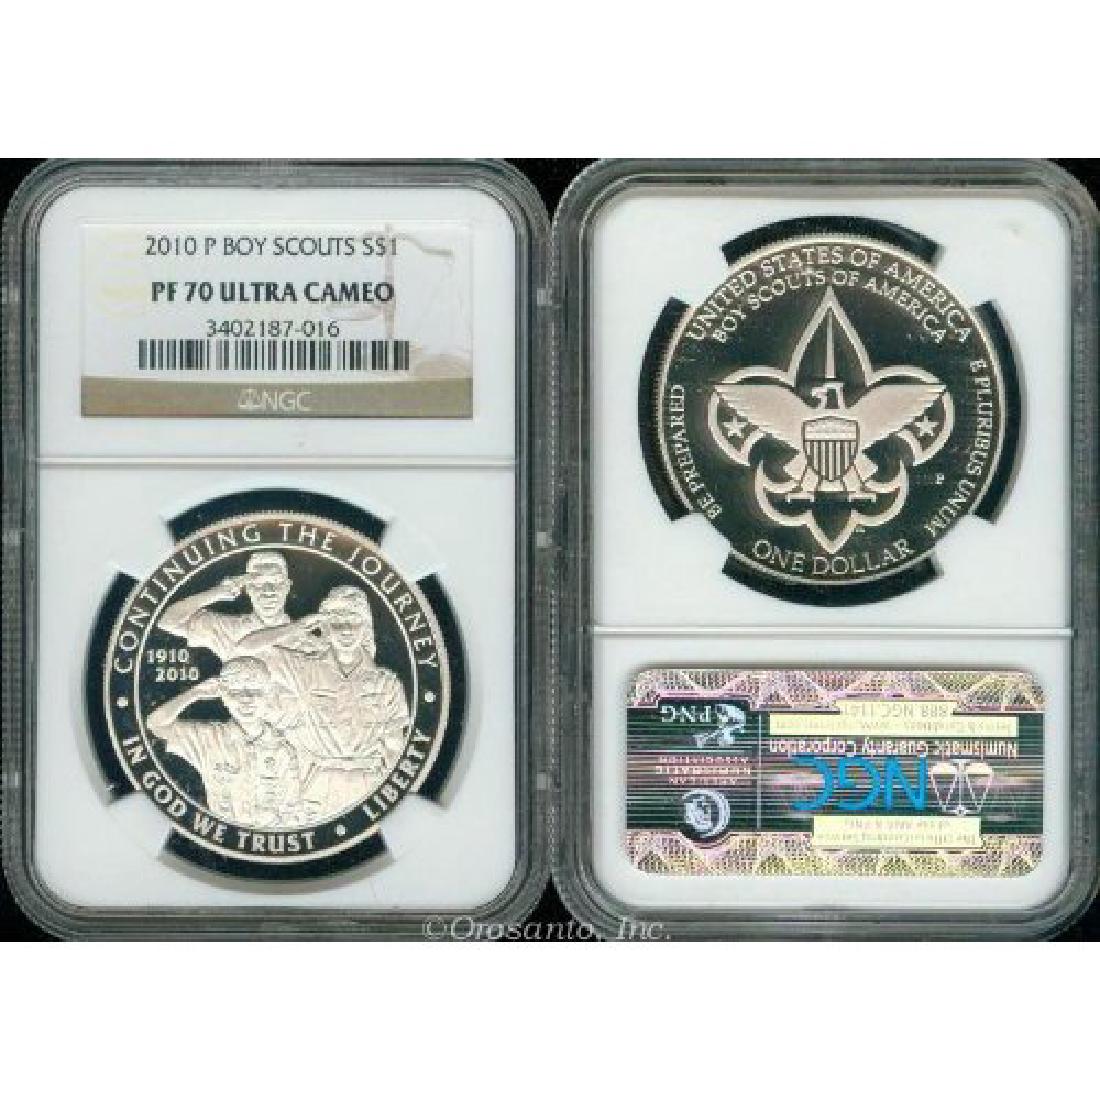 2010 P BOY SCOUTS S$1
PF 70 ULTRA CAMEO
3402187-016
NGC
CONTINUING THE JOURNEY
1910
2010
IN GOD WE TRUST • LIBERTY
UNITED STATES OF AMERICA
BOY SCOUTS OF AMERICA
BE PREPARED
E PLURIBUS UNUM
P
ONE DOLLAR
PNG
NGC
Numismatic Guaranty Corporation
©Orosanto, Inc.